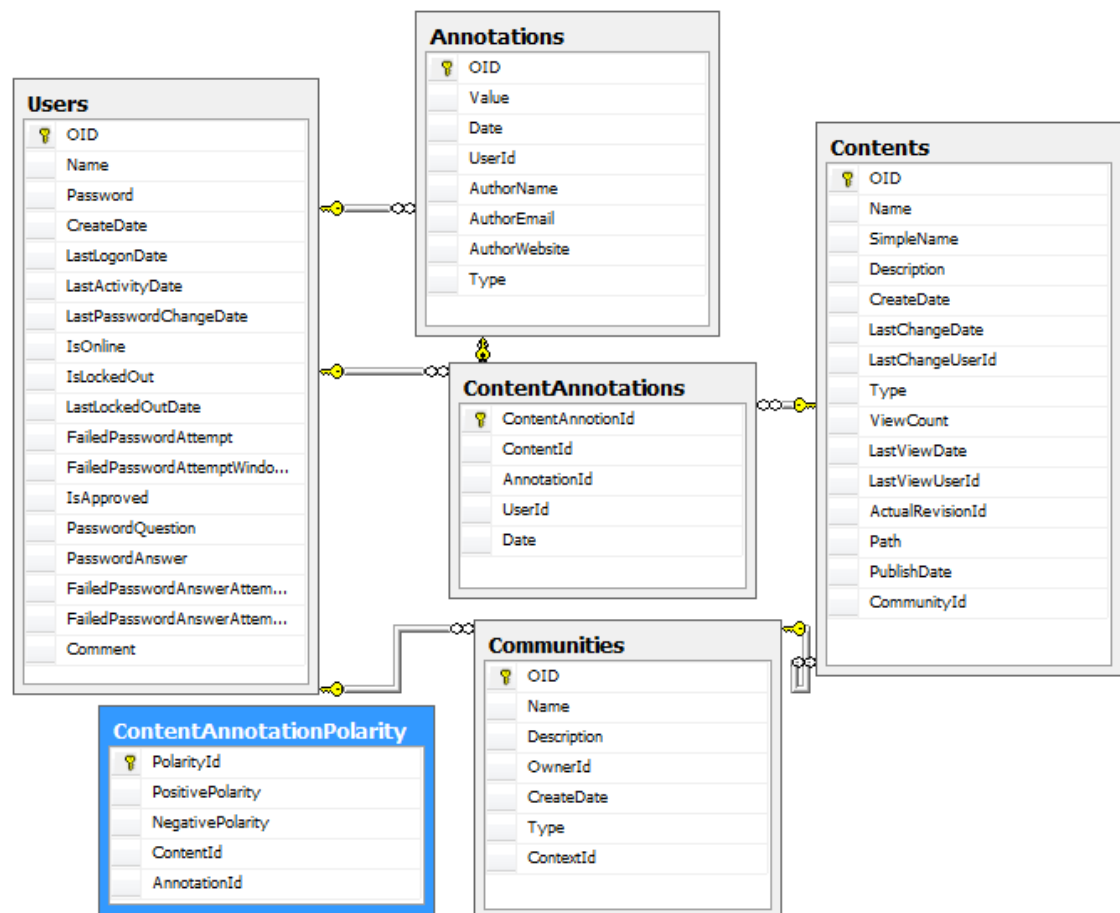 Annotations
OID
Value
Date
UserId
AuthorName
AuthorEmail
AuthorWebsite
Type
Users
OID
Name
Password
CreateDate
LastLogonDate
LastActivityDate
LastPasswordChangeDate
IsOnline
IsLockedOut
LastLockedOutDate
FailedPasswordAttempt
FailedPasswordAttemptWindo...
IsApproved
PasswordQuestion
PasswordAnswer
FailedPasswordAnswerAttem...
FailedPasswordAnswerAttem...
Comment
Contents
OID
Name
SimpleName
Description
CreateDate
LastChangeDate
LastChangeUserId
Type
ViewCount
LastViewDate
LastViewUserId
ActualRevisionId
Path
PublishDate
CommunityId
ContentAnnotations
ContentAnnotionId
ContentId
AnnotationId
UserId
Date
Communities
OID
Name
Description
OwnerId
CreateDate
Type
ContextId
ContentAnnotationPolarity
PolarityId
PositivePolarity
NegativePolarity
ContentId
AnnotationId